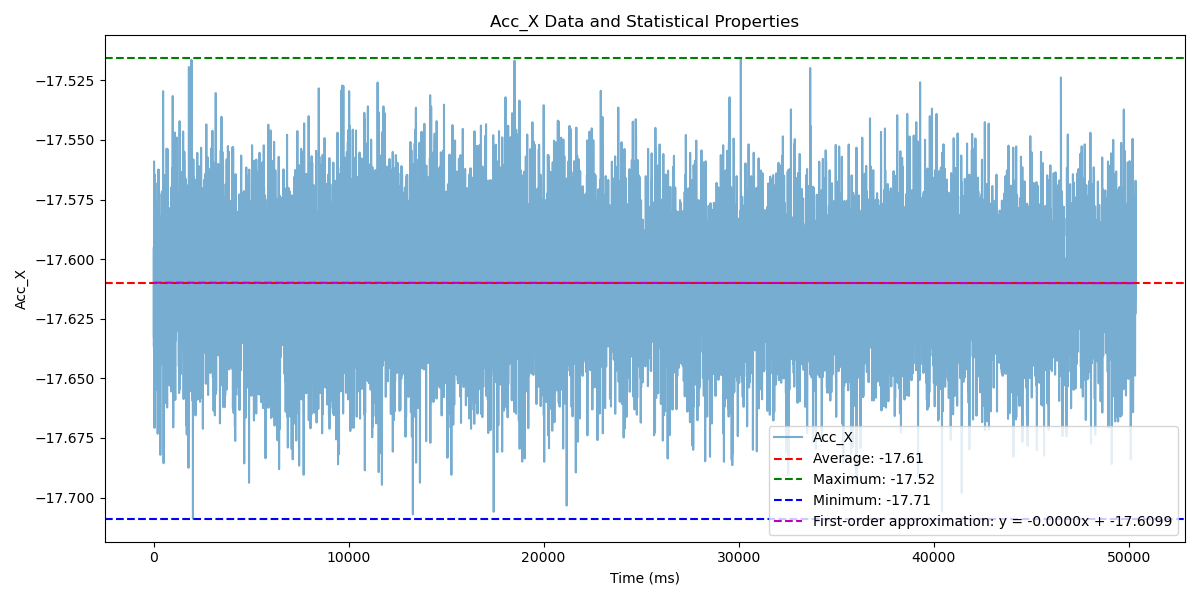 Acc_X Data and Statistical Properties
Acc_X
−17.525
−17.550
−17.575
−17.600
−17.625
−17.650
−17.675
−17.700
Acc_X
Average: -17.61
Maximum: -17.52
Minimum: -17.71
First-order approximation: y = -0.0000x + -17.6099
0 10000 20000 30000 40000 50000
Time (ms)